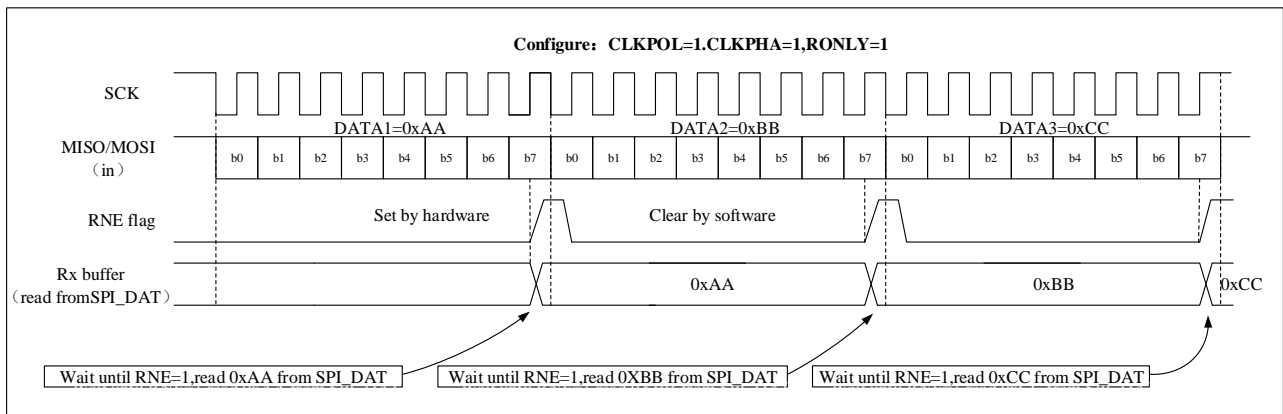 Configure：CLKPOL=1.CLKPHA=1,RONLY=1
SCK
DATA1=0xAA DATA2=0xBB DATA3=0xCC
MISO/MOSI
（in）
b0 b1 b2 b3 b4 b5 b6 b7 b0 b1 b2 b3 b4 b5 b6 b7 b0 b1 b2 b3 b4 b5 b6 b7
RNE flag
Set by hardware Clear by software
Rx buffer
（read fromSPI_DAT）
0xAA 0xBB 0xCC
Wait until RNE=1,read 0xAA from SPI_DAT
Wait until RNE=1,read 0XBB from SPI_DAT
Wait until RNE=1,read 0xCC from SPI_DAT